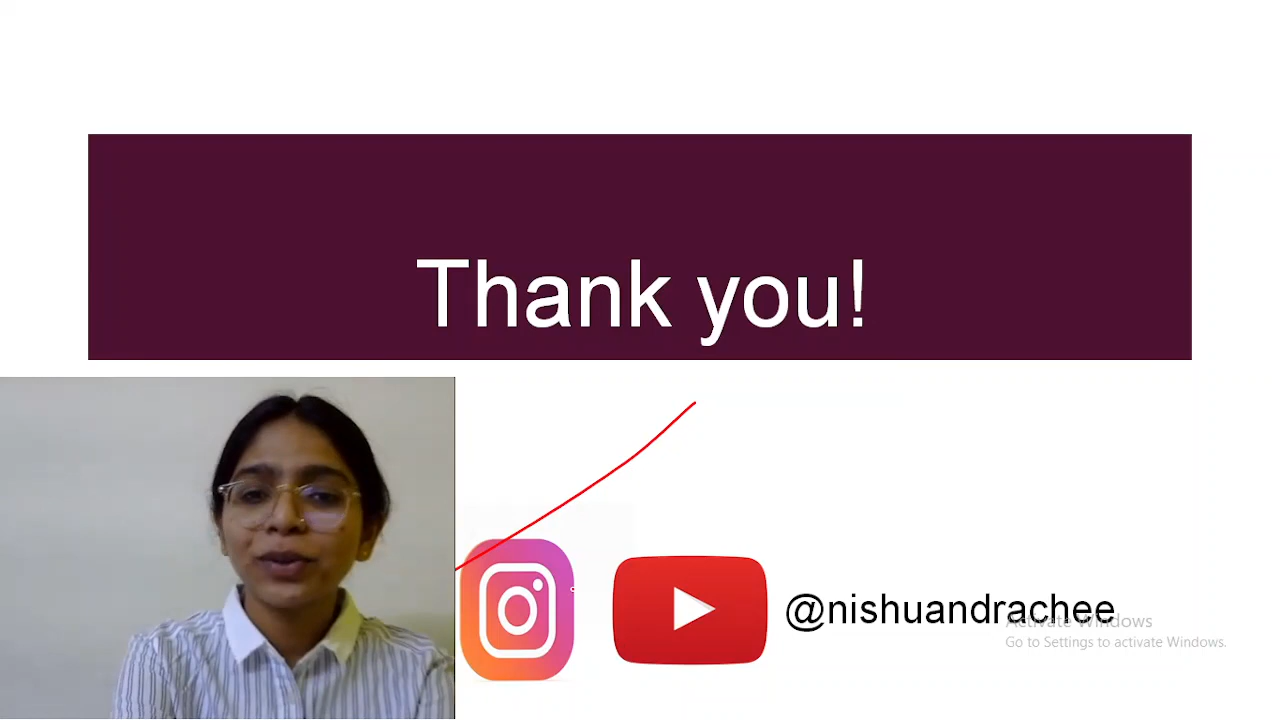 Thank you!
@nishuandrachee
Activate Windows
Go to Settings to activate Windows.